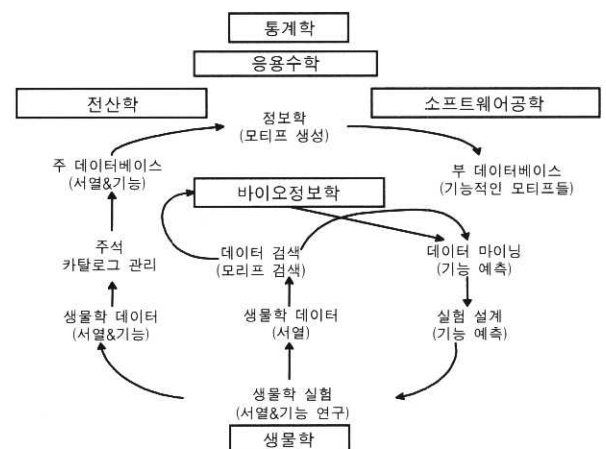 통계학
응용수학
전산학
소프트웨어공학
정보학
(모티프 생성)
주 데이터베이스
(서열&기능)
부 데이터베이스
(기능적인 모티프들)
바이오정보학
주석
카탈로그 관리
데이터 검색
(모리프 검색)
데이터 마이닝
(기능 예측)
생물학 데이터
(서열&기능)
생물학 데이터
(서열)
실험 설계
(기능 예측)
생물학 실험
(서열&기능 연구)
생물학